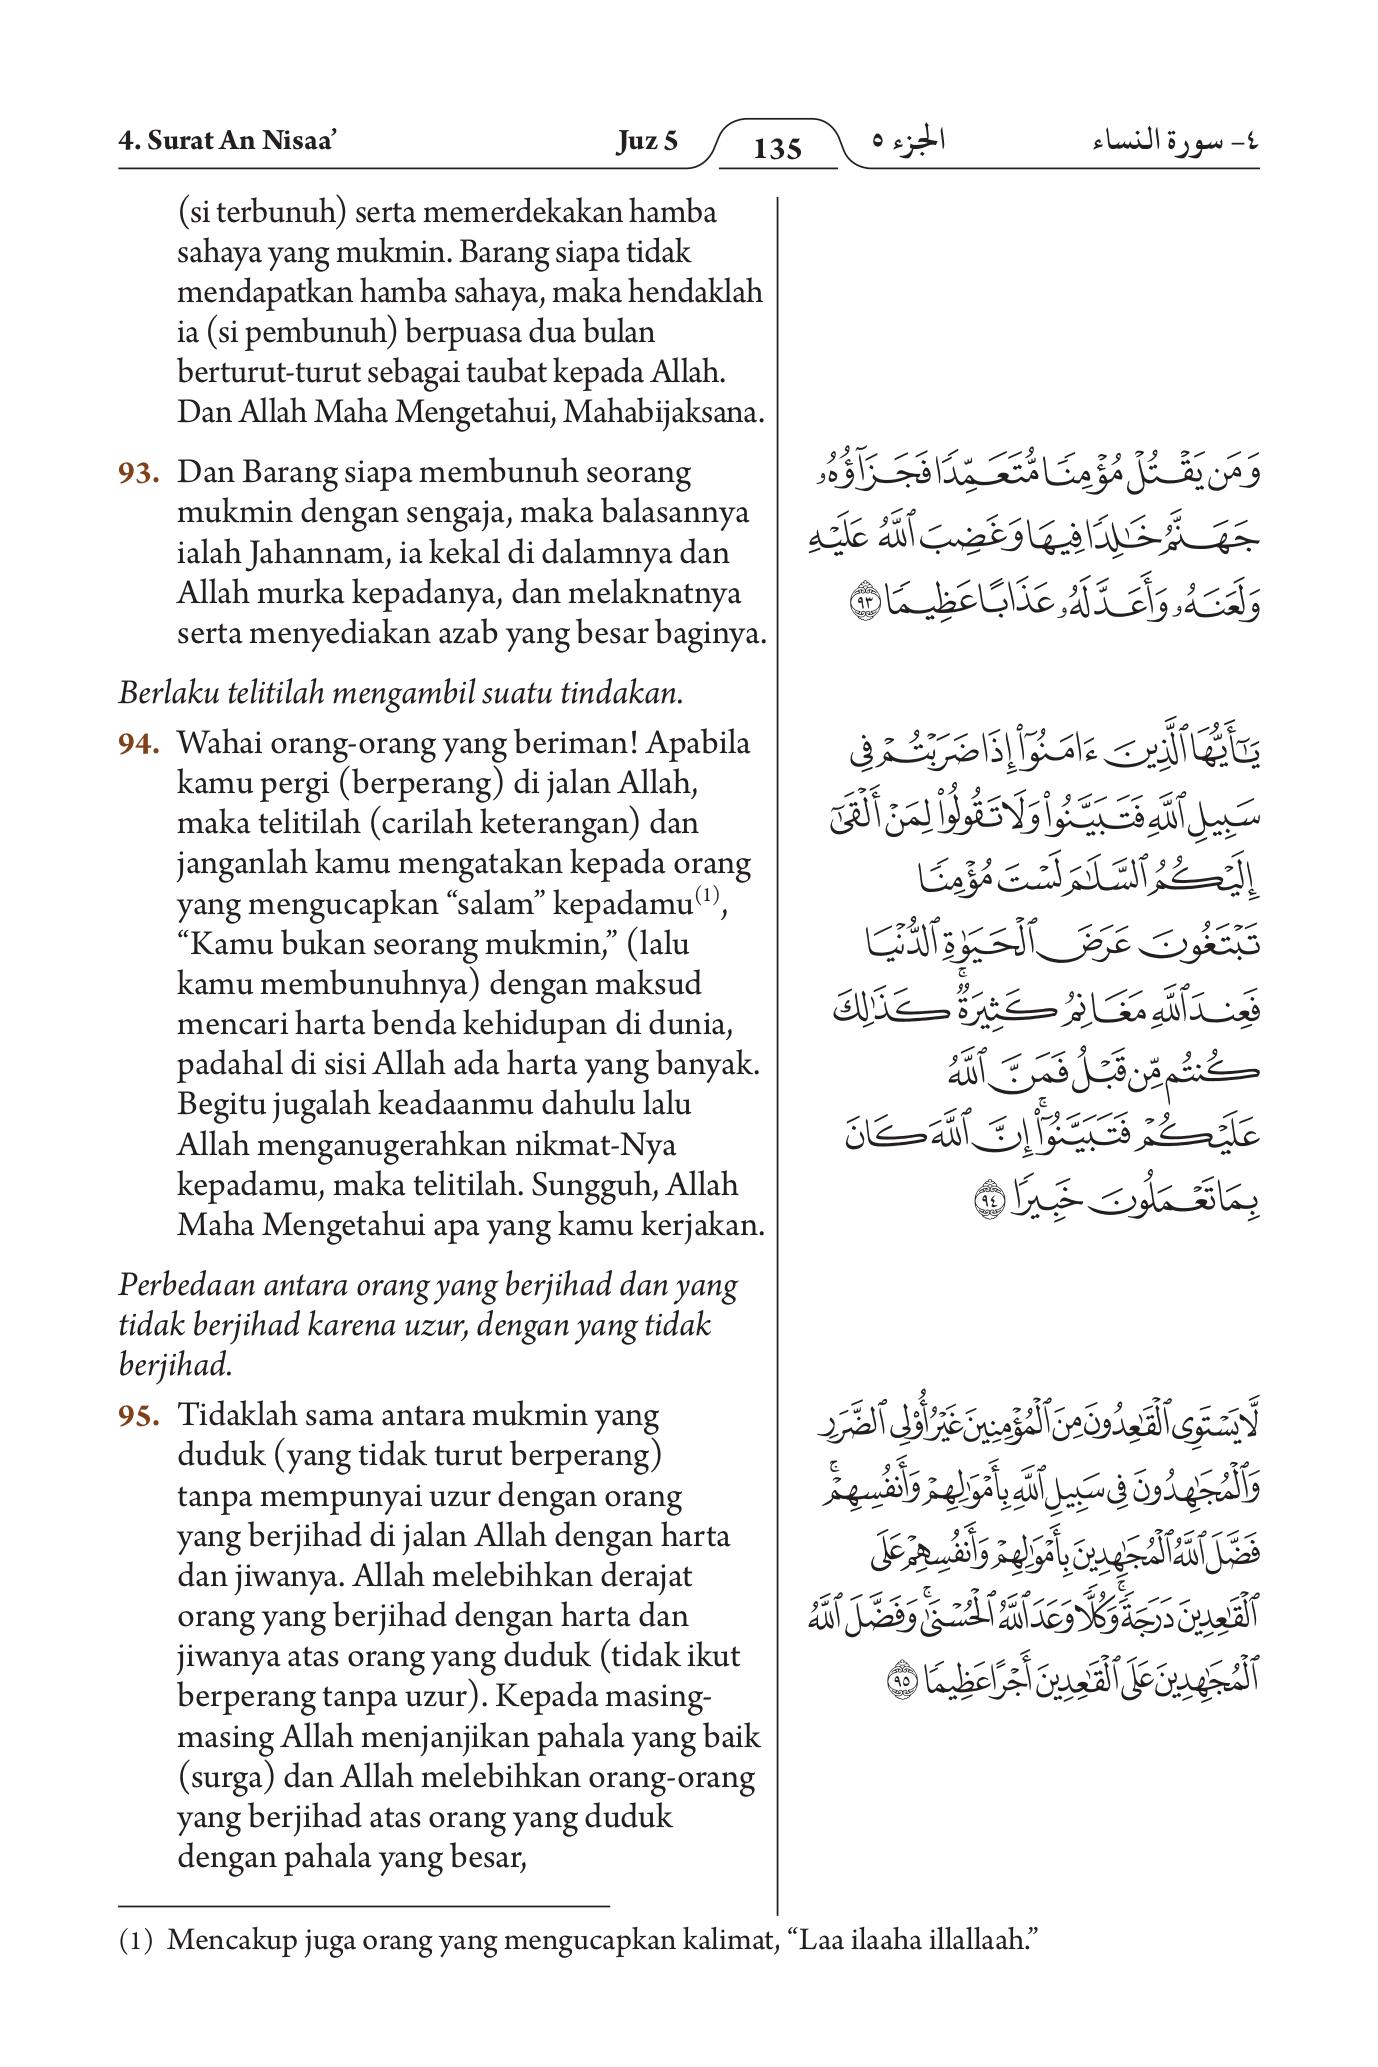 4. Surat An Nisaa’ Juz 5 135 الجزء ٥ ٤- سورة النساء
(si terbunuh) serta memerdekakan hamba
sahaya yang mukmin. Barang siapa tidak
mendapatkan hamba sahaya, maka hendaklah
ia (si pembunuh) berpuasa dua bulan
berturut-turut sebagai taubat kepada Allah.
Dan Allah Maha Mengetahui, Mahabijaksana.
93. Dan Barang siapa membunuh seorang
mukmin dengan sengaja, maka balasannya
ialah Jahannam, ia kekal di dalamnya dan
Allah murka kepadanya, dan melaknatnya
serta menyediakan azab yang besar baginya.
Berlaku telitilah mengambil suatu tindakan.
94. Wahai orang-orang yang beriman! Apabila
kamu pergi (berperang) di jalan Allah,
maka telitilah (carilah keterangan) dan
janganlah kamu mengatakan kepada orang
yang mengucapkan “salam” kepadamu(1),
“Kamu bukan seorang mukmin,” (lalu
kamu membunuhnya) dengan maksud
mencari harta benda kehidupan di dunia,
padahal di sisi Allah ada harta yang banyak.
Begitu jugalah keadaanmu dahulu lalu
Allah menganugerahkan nikmat-Nya
kepadamu, maka telitilah. Sungguh, Allah
Maha Mengetahui apa yang kamu kerjakan.
Perbedaan antara orang yang berjihad dan yang
tidak berjihad karena uzur, dengan yang tidak
berjihad.
95. Tidaklah sama antara mukmin yang
duduk (yang tidak turut berperang)
tanpa mempunyai uzur dengan orang
yang berjihad di jalan Allah dengan harta
dan jiwanya. Allah melebihkan derajat
orang yang berjihad dengan harta dan
jiwanya atas orang yang duduk (tidak ikut
berperang tanpa uzur). Kepada masing-
masing Allah menjanjikan pahala yang baik
(surga) dan Allah melebihkan orang-orang
yang berjihad atas orang yang duduk
dengan pahala yang besar,
وَمَن يَقْتُلْ مُؤْمِنًا مُّتَعَمِّدًا فَجَزَآؤُهُۥ
جَهَنَّمُ خَٰلِدًا فِيهَا وَغَضِبَ ٱللَّهُ عَلَيْهِ
وَلَعَنَهُۥ وَأَعَدَّ لَهُۥ عَذَابًا عَظِيمًا ٩٣
يَٰٓأَيُّهَا ٱلَّذِينَ ءَامَنُوٓا۟ إِذَا ضَرَبْتُمْ فِى
سَبِيلِ ٱللَّهِ فَتَبَيَّنُوا۟ وَلَا تَقُولُوا۟ لِمَنْ أَلْقَىٰٓ
إِلَيْكُمُ ٱلسَّلَٰمَ لَسْتَ مُؤْمِنًا
تَبْتَغُونَ عَرَضَ ٱلْحَيَوٰةِ ٱلدُّنْيَا
فَعِندَ ٱللَّهِ مَغَانِمُ كَثِيرَةٌ ۚ كَذَٰلِكَ
كُنتُم مِّن قَبْلُ فَمَنَّ ٱللَّهُ
عَلَيْكُمْ فَتَبَيَّنُوٓا۟ ۚ إِنَّ ٱللَّهَ كَانَ
بِمَا تَعْمَلُونَ خَبِيرًا ٩٤
لَّا يَسْتَوِى ٱلْقَٰعِدُونَ مِنَ ٱلْمُؤْمِنِينَ غَيْرُ أُو۟لِى ٱلضَّرَرِ
وَٱلْمُجَٰهِدُونَ فِى سَبِيلِ ٱللَّهِ بِأَمْوَٰلِهِمْ وَأَنفُسِهِمْ ۚ
فَضَّلَ ٱللَّهُ ٱلْمُجَٰهِدِينَ بِأَمْوَٰلِهِمْ وَأَنفُسِهِمْ عَلَى
ٱلْقَٰعِدِينَ دَرَجَةً ۚ وَكُلًّا وَعَدَ ٱللَّهُ ٱلْحُسْنَىٰ ۚ وَفَضَّلَ ٱللَّهُ
ٱلْمُجَٰهِدِينَ عَلَى ٱلْقَٰعِدِينَ أَجْرًا عَظِيمًا ٩٥
(1) Mencakup juga orang yang mengucapkan kalimat, “Laa ilaaha illallaah.”